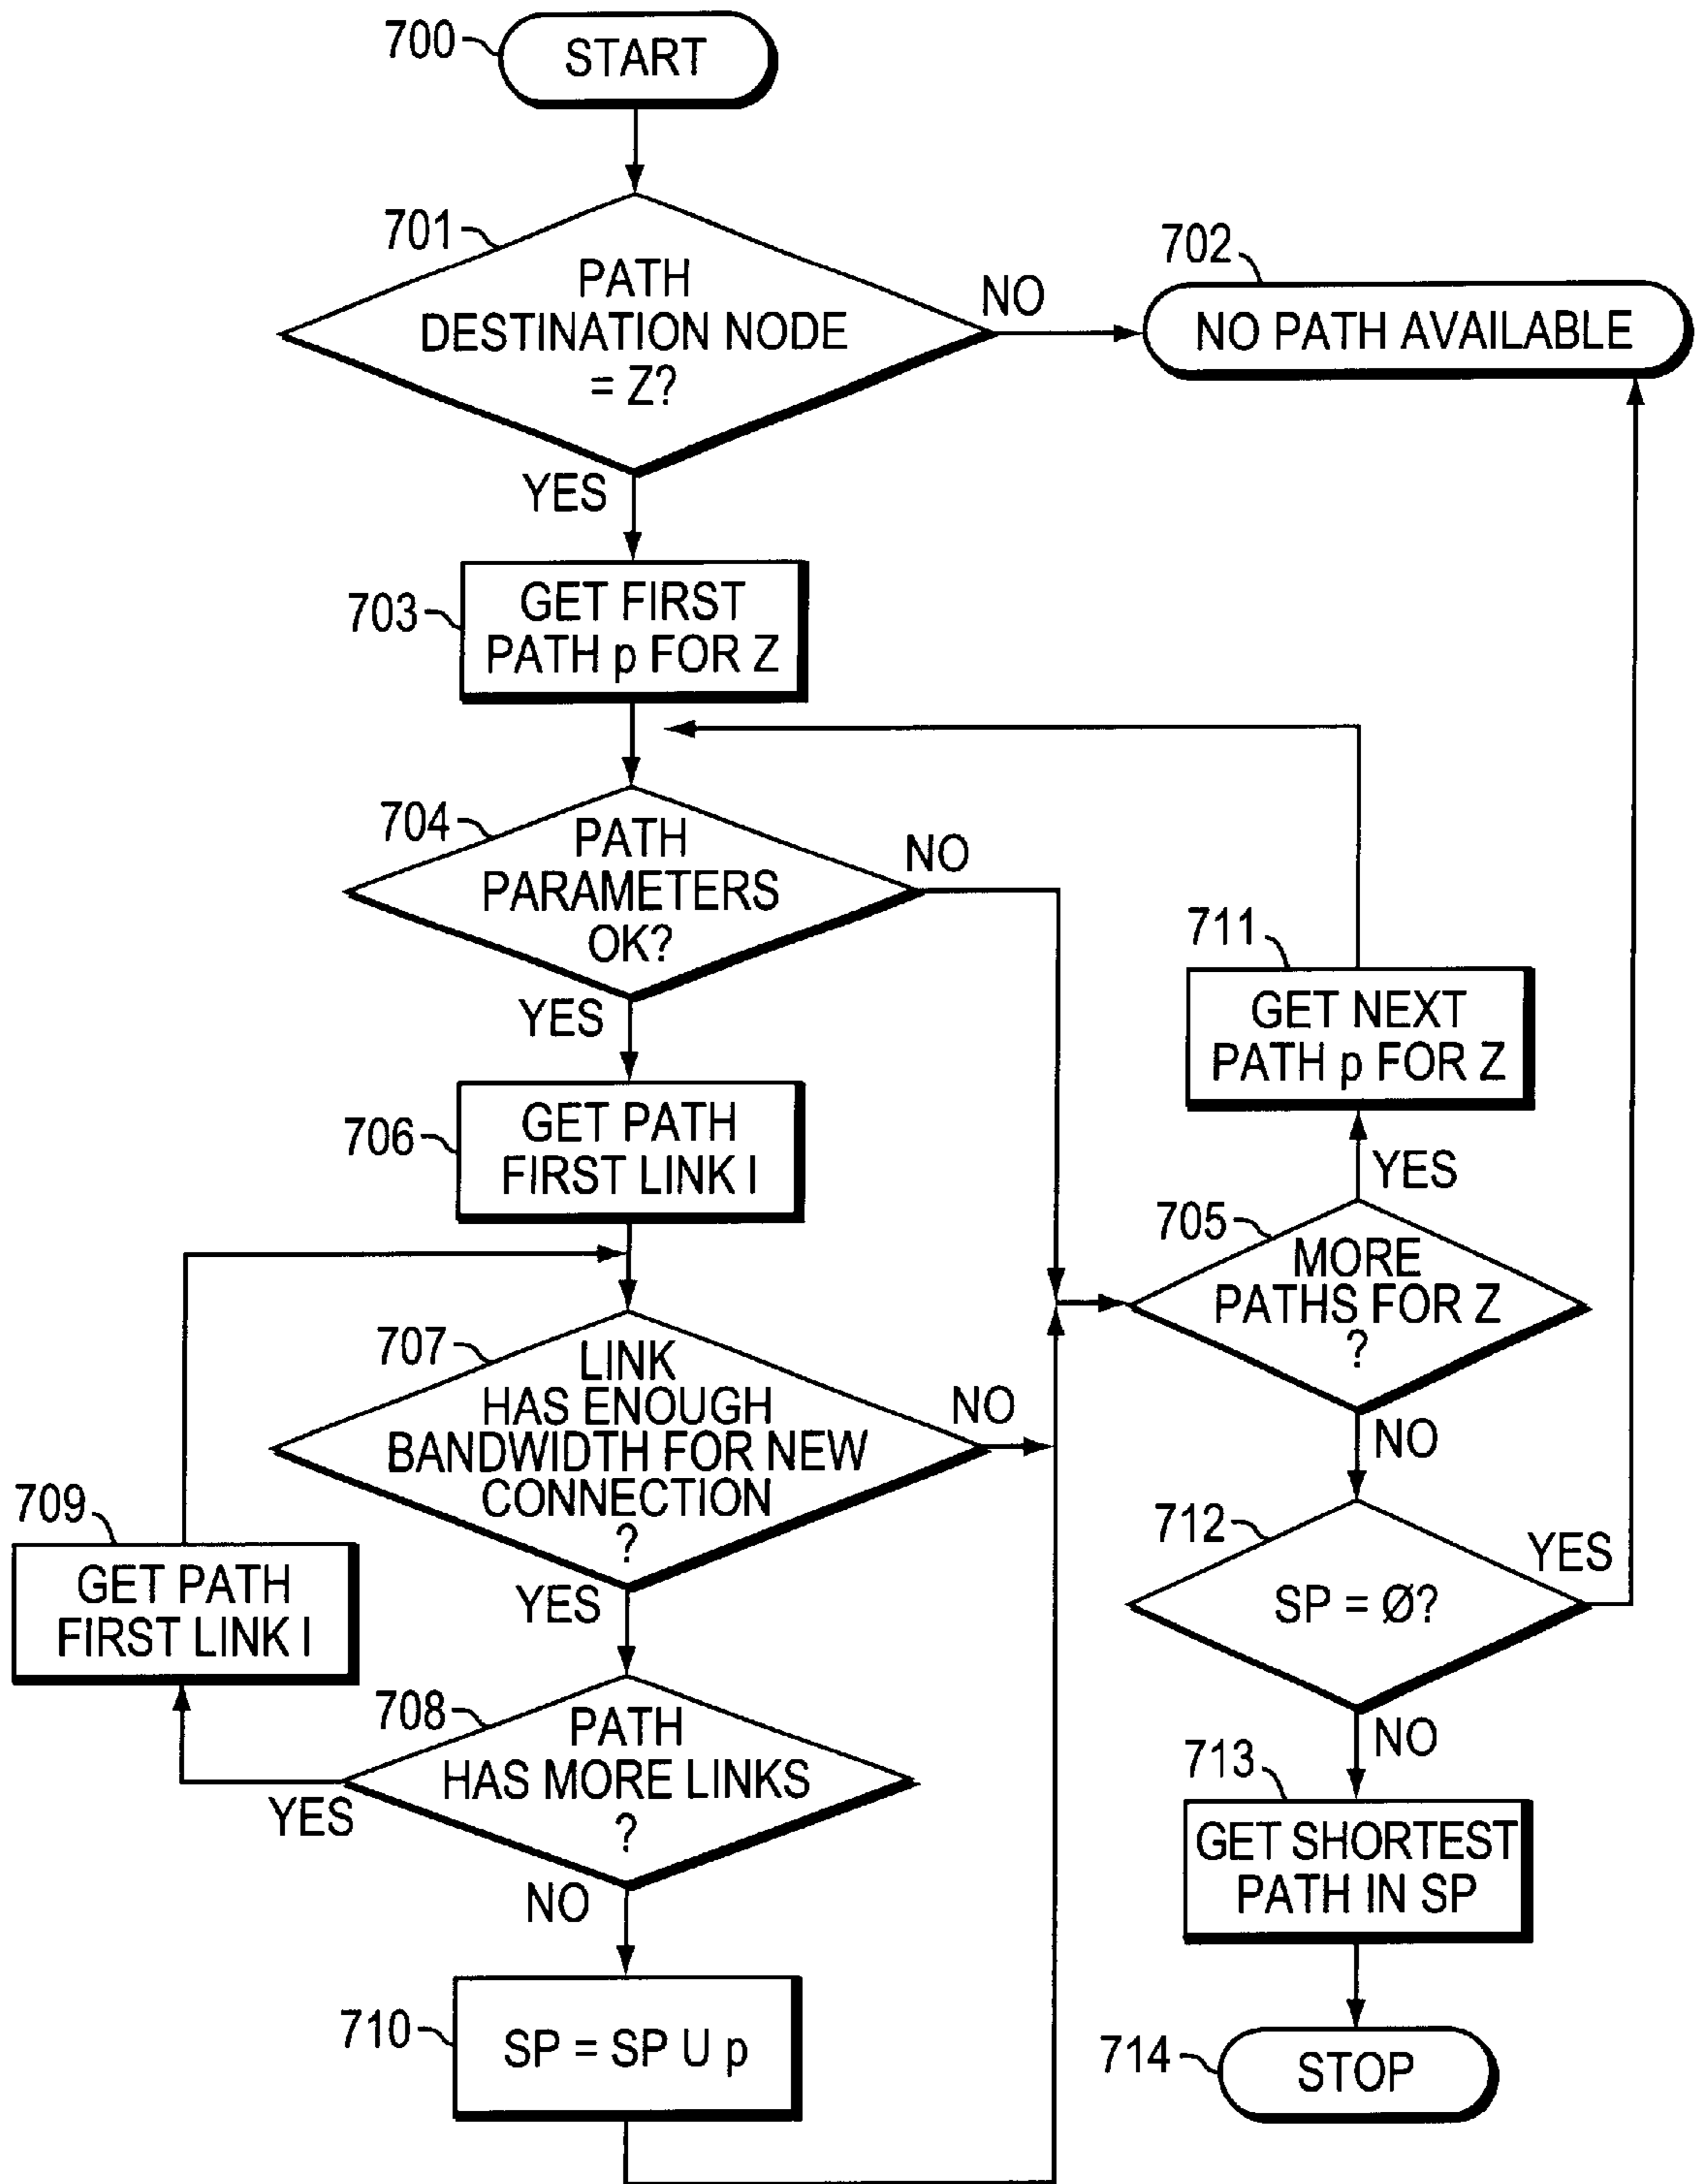 700
START
701
PATH
DESTINATION NODE
= Z?
NO
702
NO PATH AVAILABLE
YES
703
GET FIRST
PATH p FOR Z
704
PATH
PARAMETERS
OK?
NO
YES
711
GET NEXT
PATH p FOR Z
706
GET PATH
FIRST LINK l
YES
705
MORE
PATHS FOR Z
?
NO
707
LINK
HAS ENOUGH
BANDWIDTH FOR NEW
CONNECTION
?
NO
YES
709
GET PATH
FIRST LINK l
712
SP = Ø?
YES
NO
708
PATH
HAS MORE LINKS
?
YES
NO
713
GET SHORTEST
PATH IN SP
710
SP = SP U p
714
STOP